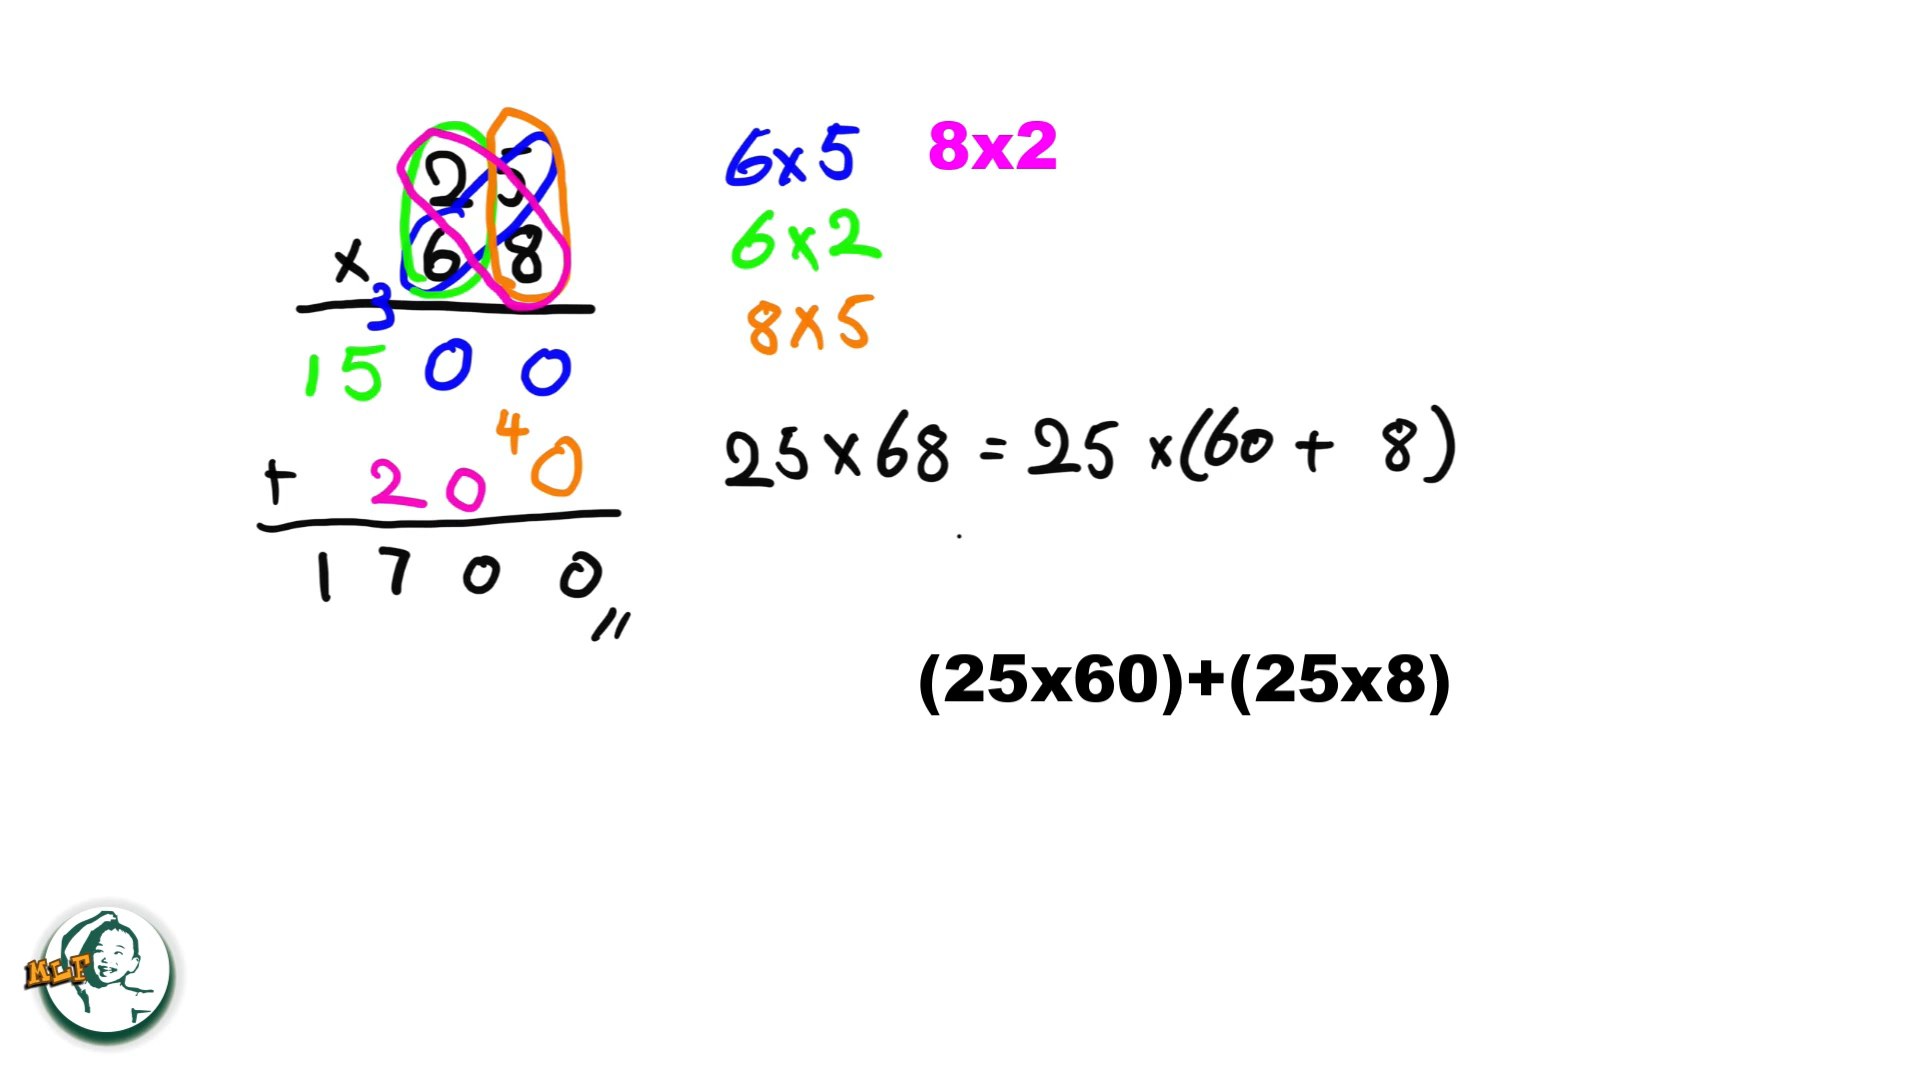 25
x 68
3
1500
4
+ 200
1700
6x5 8x2
6x2
8x5
25x68 = 25 x(60 + 8)
(25x60)+(25x8)
MLF